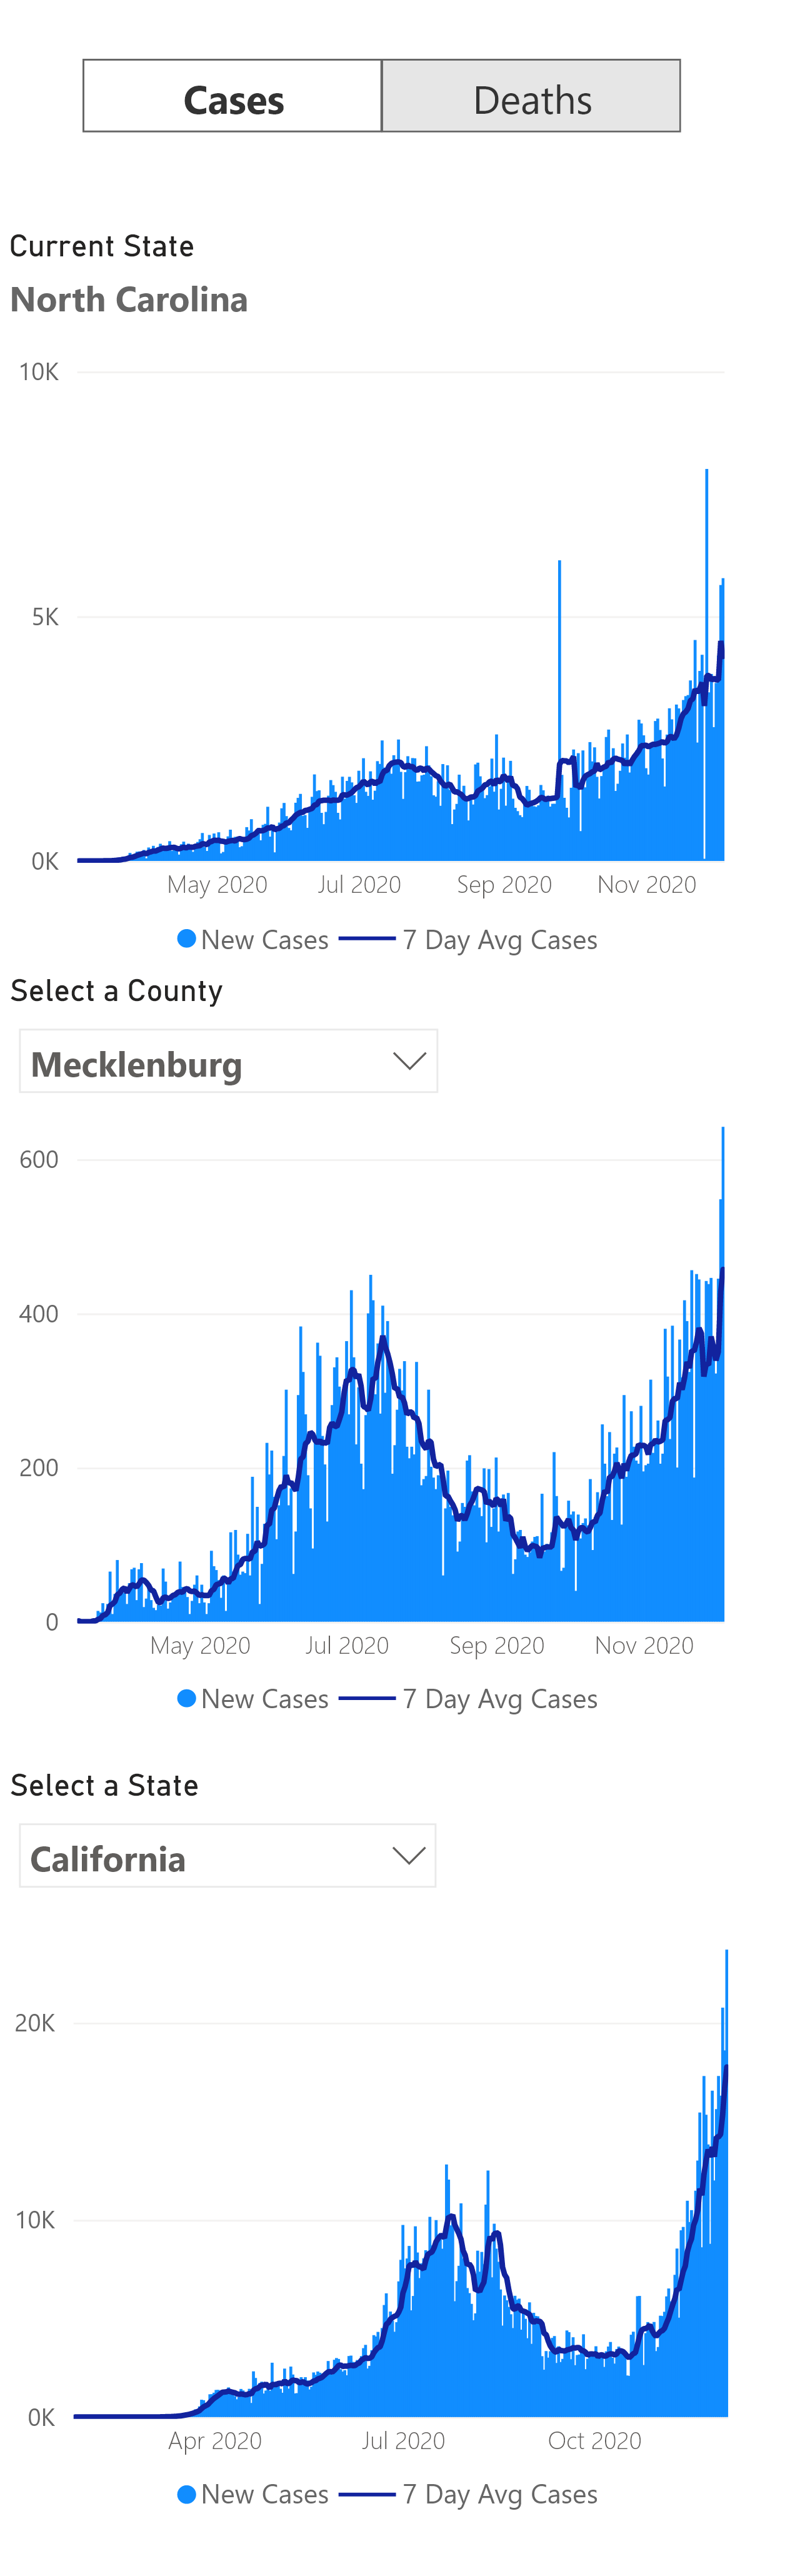 Cases Deaths
Current State
North Carolina
10K
5K
0K
May 2020 Jul 2020 Sep 2020 Nov 2020
New Cases 7 Day Avg Cases
Select a County
Mecklenburg
600
400
200
0
May 2020 Jul 2020 Sep 2020 Nov 2020
New Cases 7 Day Avg Cases
Select a State
California
20K
10K
0K
Apr 2020 Jul 2020 Oct 2020
New Cases 7 Day Avg Cases